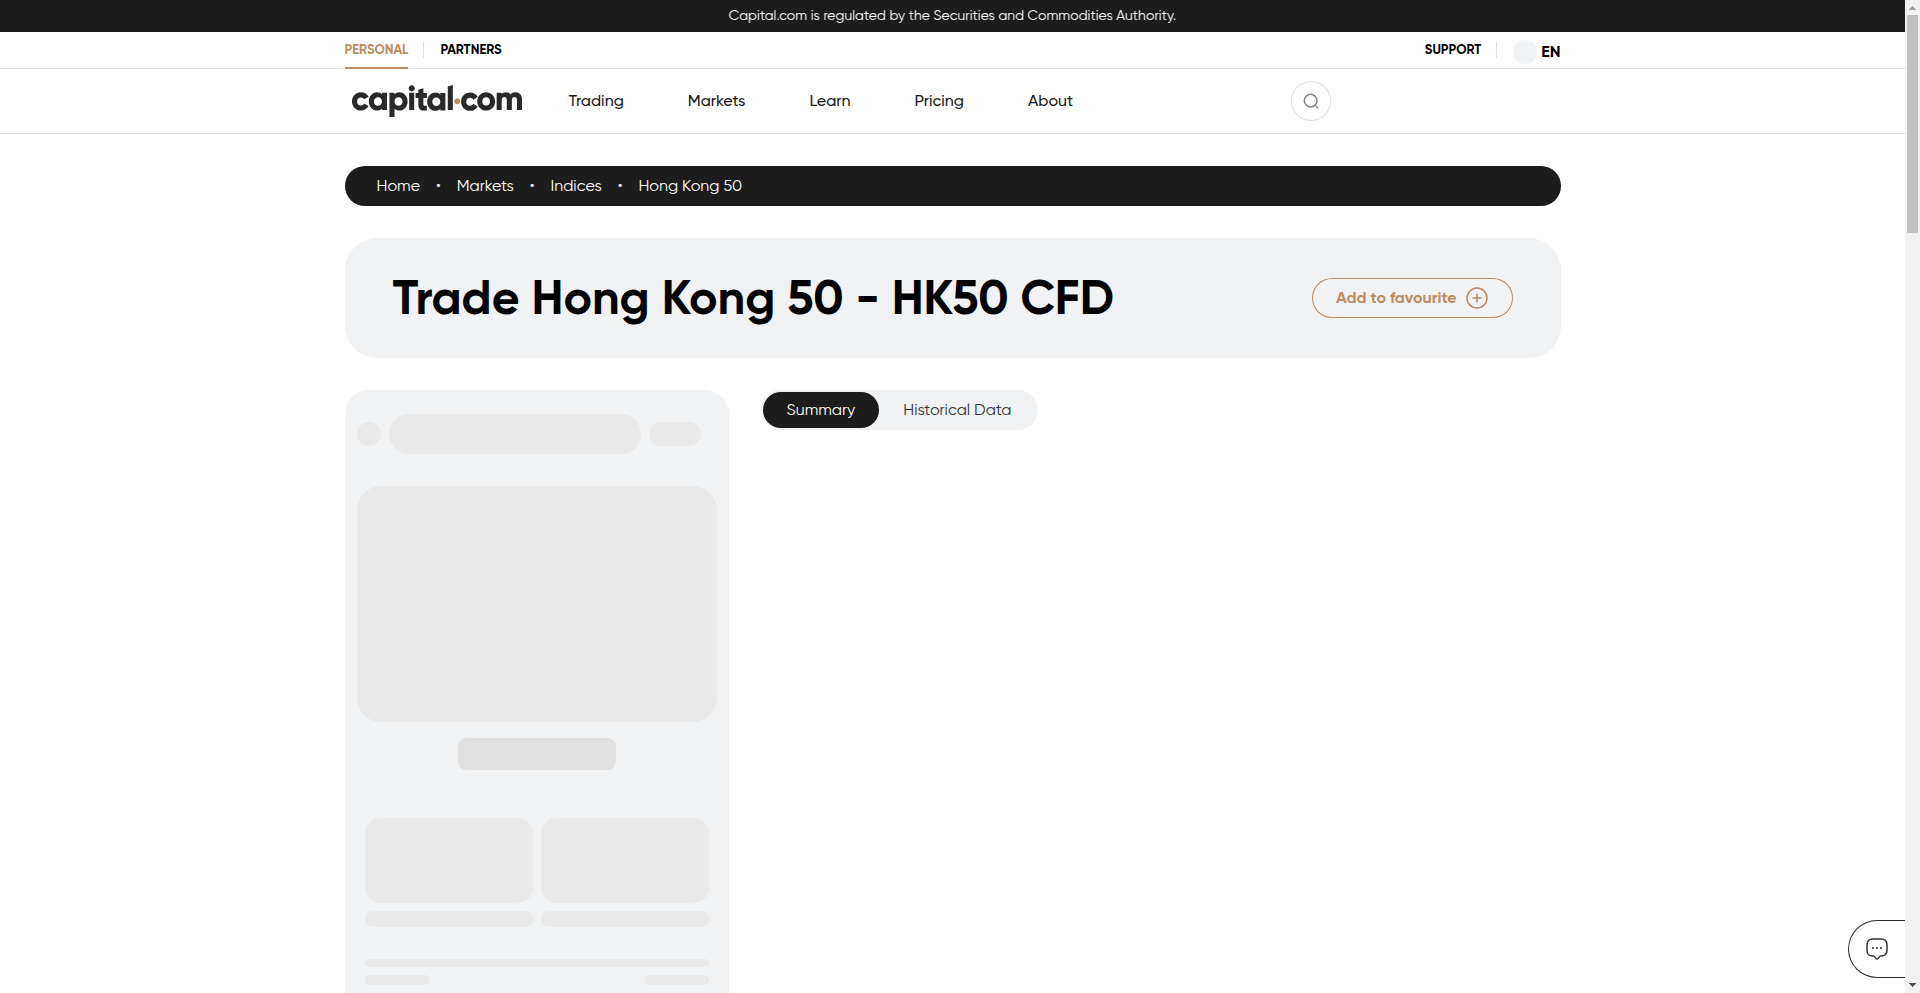 Capital.com is regulated by the Securities and Commodities Authority.
PERSONAL
PARTNERS
SUPPORT
EN
capital.com
Trading
Markets
Learn
Pricing
About
Home • Markets • Indices • Hong Kong 50
Trade Hong Kong 50 - HK50 CFD
Add to favourite
Summary
Historical Data